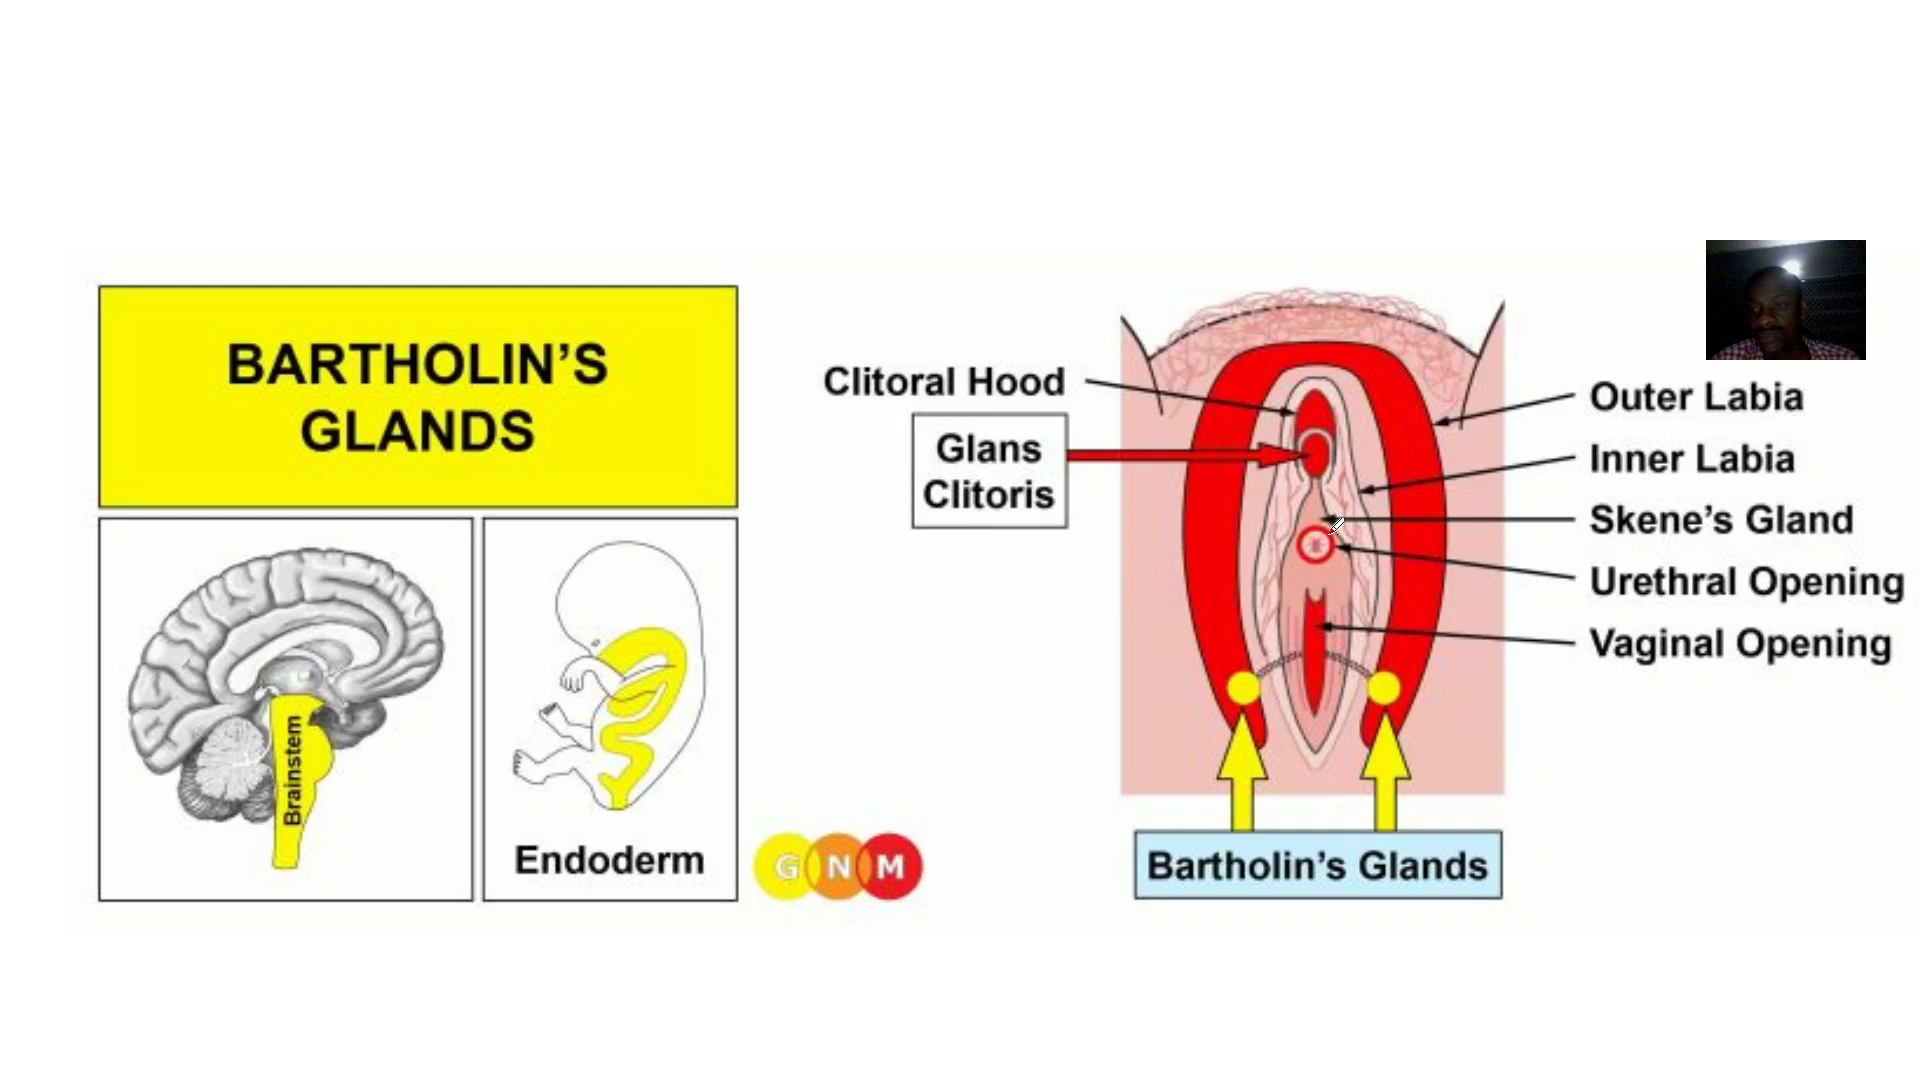 BARTHOLIN'S
GLANDS
Brainstem
Endoderm
G N M
Clitoral Hood
Glans
Clitoris
Outer Labia
Inner Labia
Skene's Gland
Urethral Opening
Vaginal Opening
Bartholin's Glands